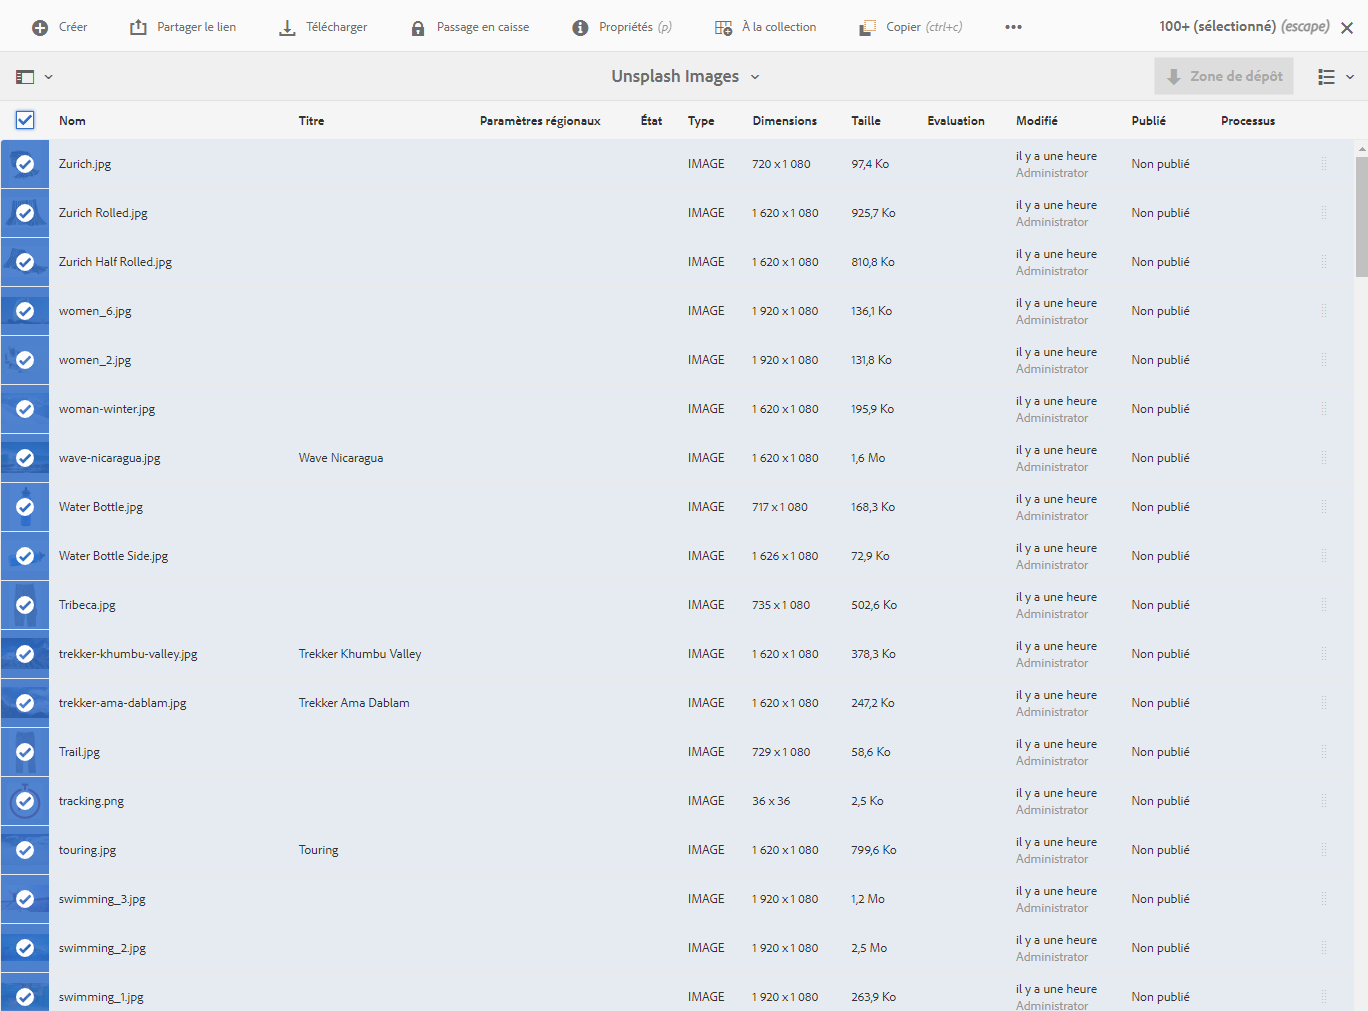 Créer Partager le lien Télécharger Passage en caisse Propriétés (p) À la collection Copier (ctrl+c) ••• 100+ (sélectionné) (escape)
Unsplash Images Zone de dépôt
Nom Titre Paramètres régionaux État Type Dimensions Taille Evaluation Modifié Publié Processus
Zurich.jpg IMAGE 720 x 1 080 97,4 Ko il y a une heure Non publié
Administrator
Zurich Rolled.jpg IMAGE 1 620 x 1 080 925,7 Ko il y a une heure Non publié
Administrator
Zurich Half Rolled.jpg IMAGE 1 620 x 1 080 810,8 Ko il y a une heure Non publié
Administrator
women_6.jpg IMAGE 1 920 x 1 080 136,1 Ko il y a une heure Non publié
Administrator
women_2.jpg IMAGE 1 920 x 1 080 131,8 Ko il y a une heure Non publié
Administrator
woman-winter.jpg IMAGE 1 620 x 1 080 195,9 Ko il y a une heure Non publié
Administrator
wave-nicaragua.jpg Wave Nicaragua IMAGE 1 620 x 1 080 1,6 Mo il y a une heure Non publié
Administrator
Water Bottle.jpg IMAGE 717 x 1 080 168,3 Ko il y a une heure Non publié
Administrator
Water Bottle Side.jpg IMAGE 1 626 x 1 080 72,9 Ko il y a une heure Non publié
Administrator
Tribeca.jpg IMAGE 735 x 1 080 502,6 Ko il y a une heure Non publié
Administrator
trekker-khumbu-valley.jpg Trekker Khumbu Valley IMAGE 1 620 x 1 080 378,3 Ko il y a une heure Non publié
Administrator
trekker-ama-dablam.jpg Trekker Ama Dablam IMAGE 1 620 x 1 080 247,2 Ko il y a une heure Non publié
Administrator
Trail.jpg IMAGE 729 x 1 080 58,6 Ko il y a une heure Non publié
Administrator
tracking.png IMAGE 36 x 36 2,5 Ko il y a une heure Non publié
Administrator
touring.jpg Touring IMAGE 1 620 x 1 080 799,6 Ko il y a une heure Non publié
Administrator
swimming_3.jpg IMAGE 1 920 x 1 080 1,2 Mo il y a une heure Non publié
Administrator
swimming_2.jpg IMAGE 1 920 x 1 080 2,5 Mo il y a une heure Non publié
Administrator
swimming_1.jpg IMAGE 1 920 x 1 080 263,9 Ko il y a une heure Non publié
Administrator